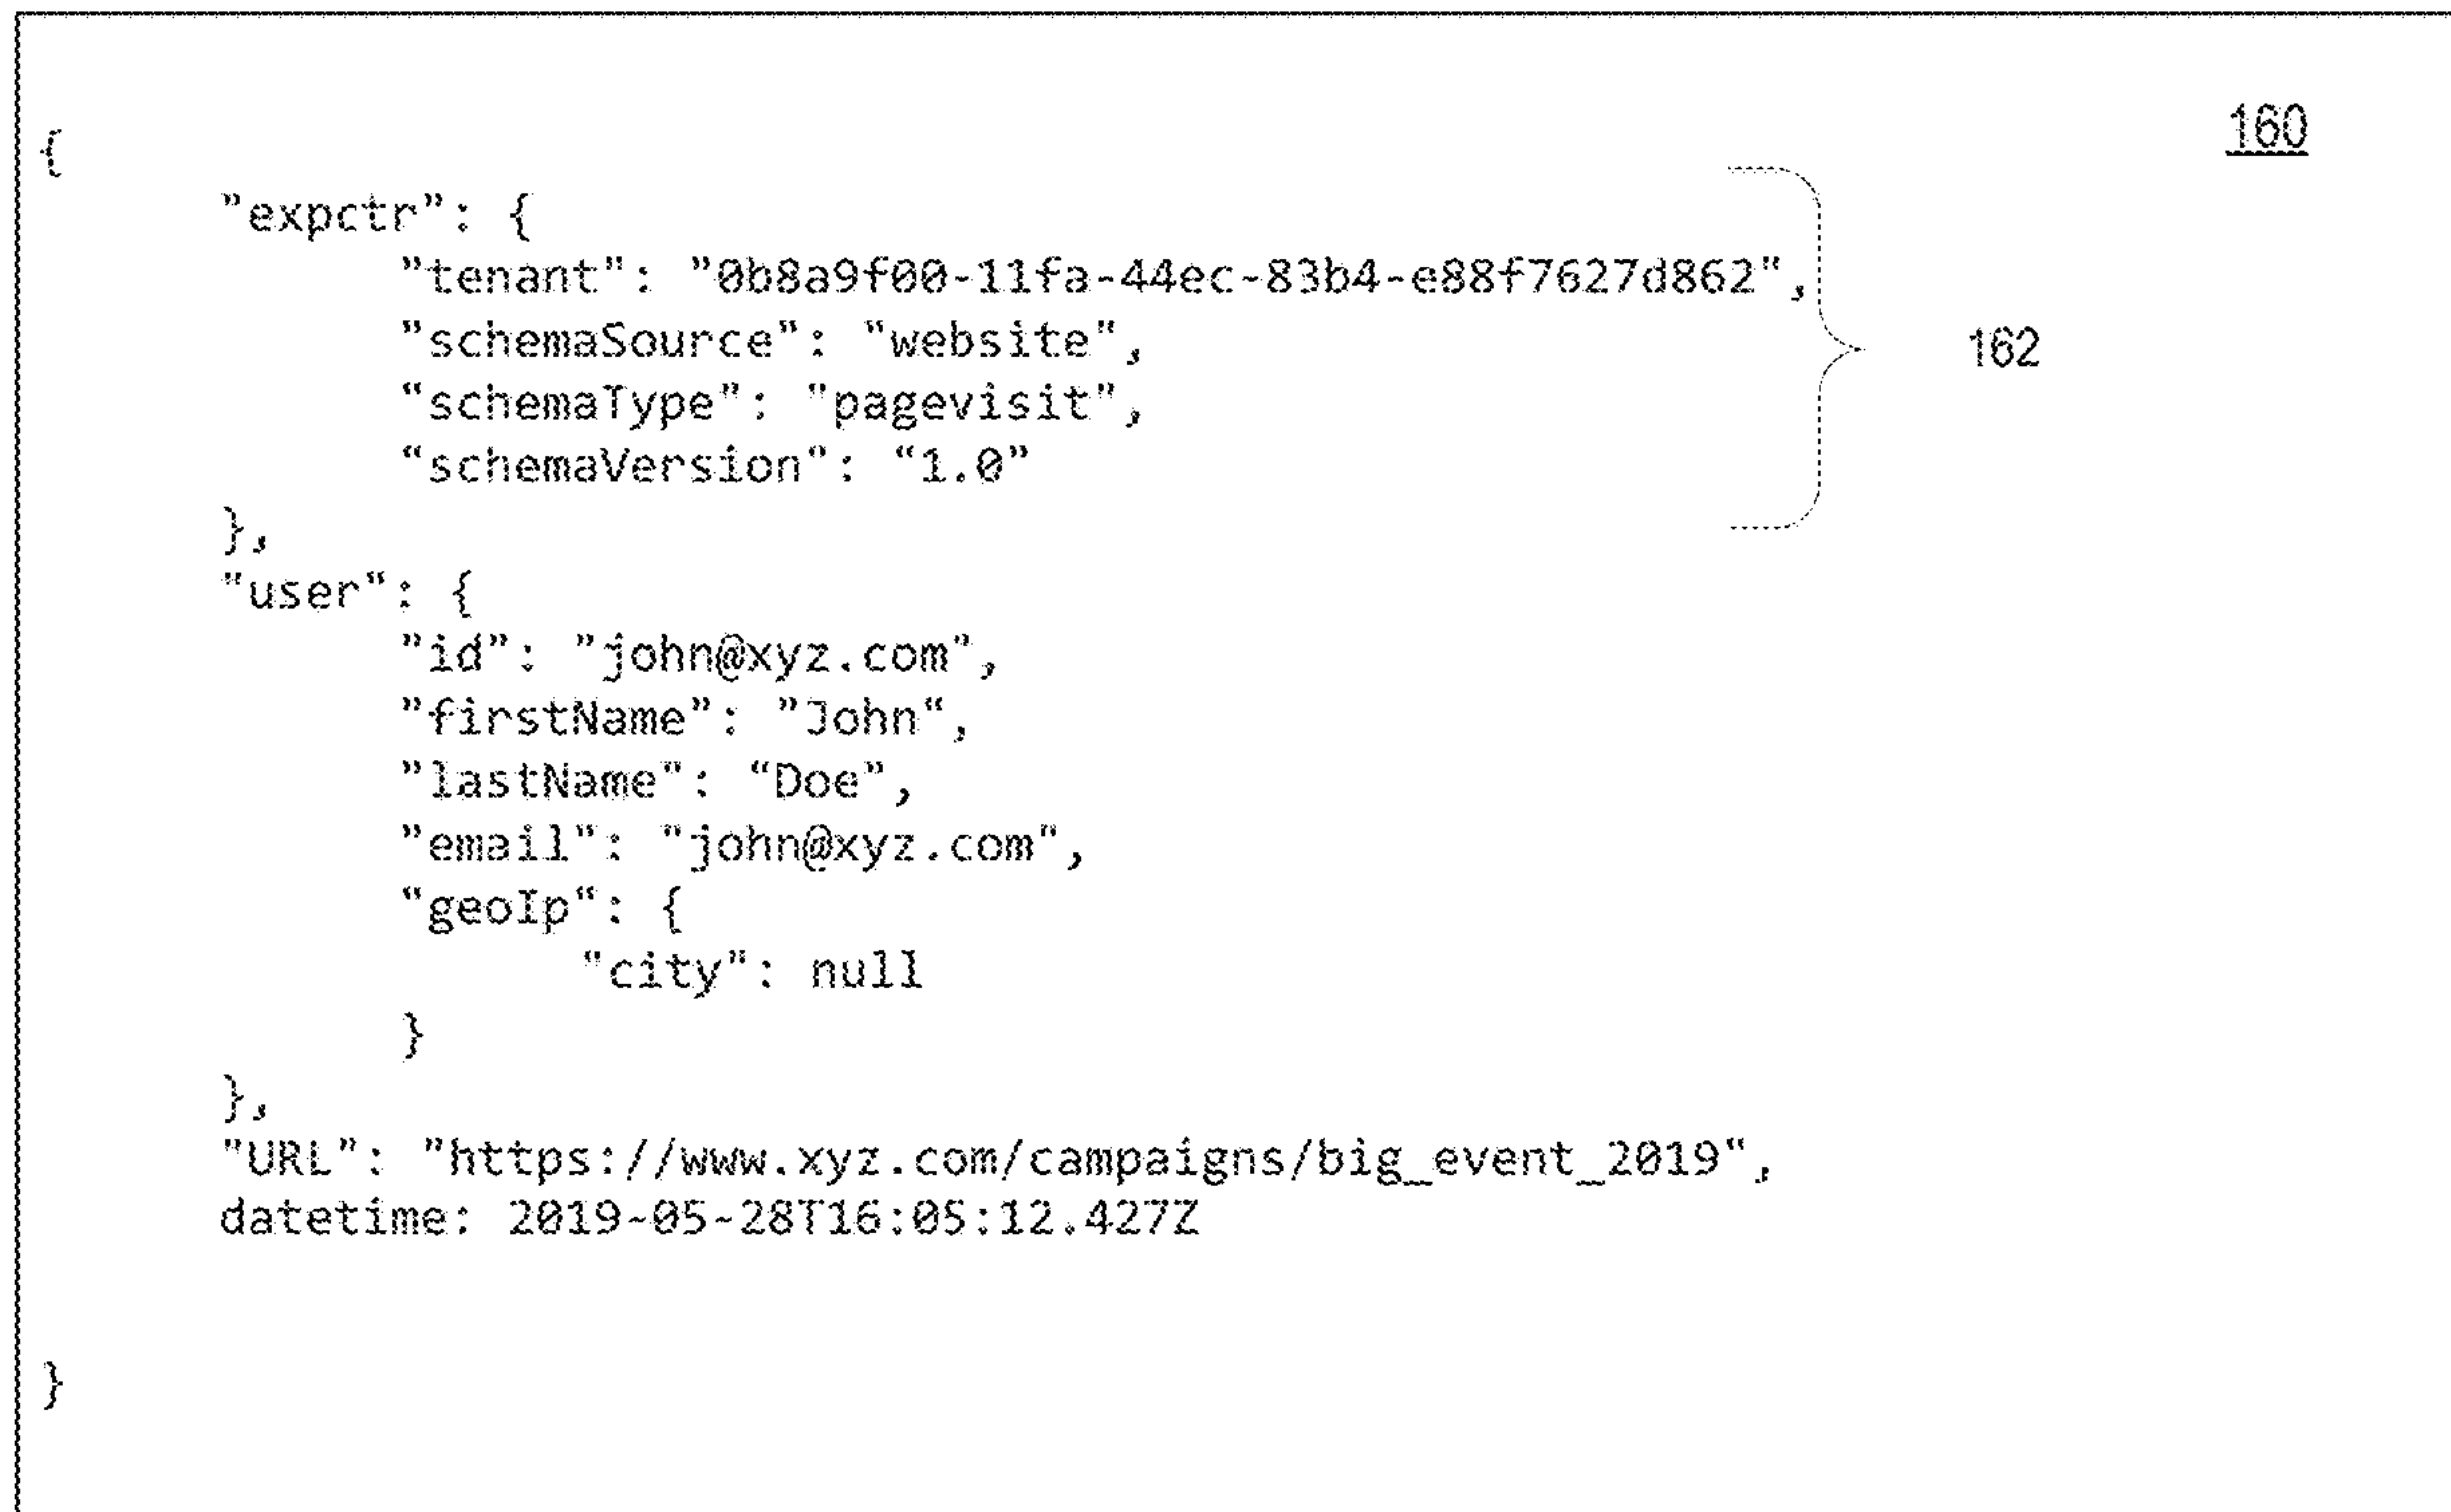 160
{
"expctr": {
"tenant": "0b8a9f00-11fa-44ec-83b4-e88f7627d862",
"schemaSource": "website",
162
"schemaType": "pagevisit",
"schemaVersion": "1.0"
},
"user": {
"id": "john@xyz.com",
"firstName": "John",
"lastName": "Doe",
"email": "john@xyz.com",
"geoIp": {
"city": null
}
},
"URL": "https://www.xyz.com/campaigns/big_event_2019",
datetime: 2019-05-28T16:05:12.427Z
}